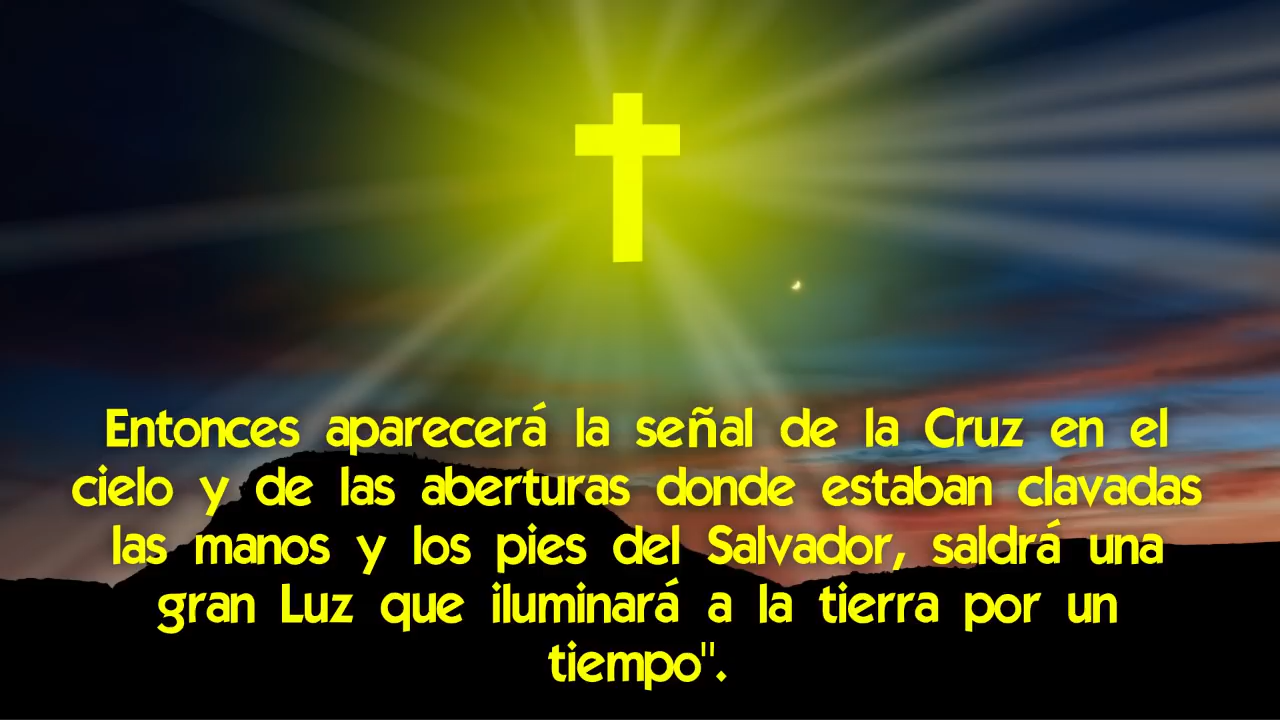 Entonces aparecerá la señal de la Cruz en el
cielo y de las aberturas donde estaban clavadas
las manos y los pies del Salvador, saldrá una
gran Luz que iluminará a la tierra por un
tiempo".